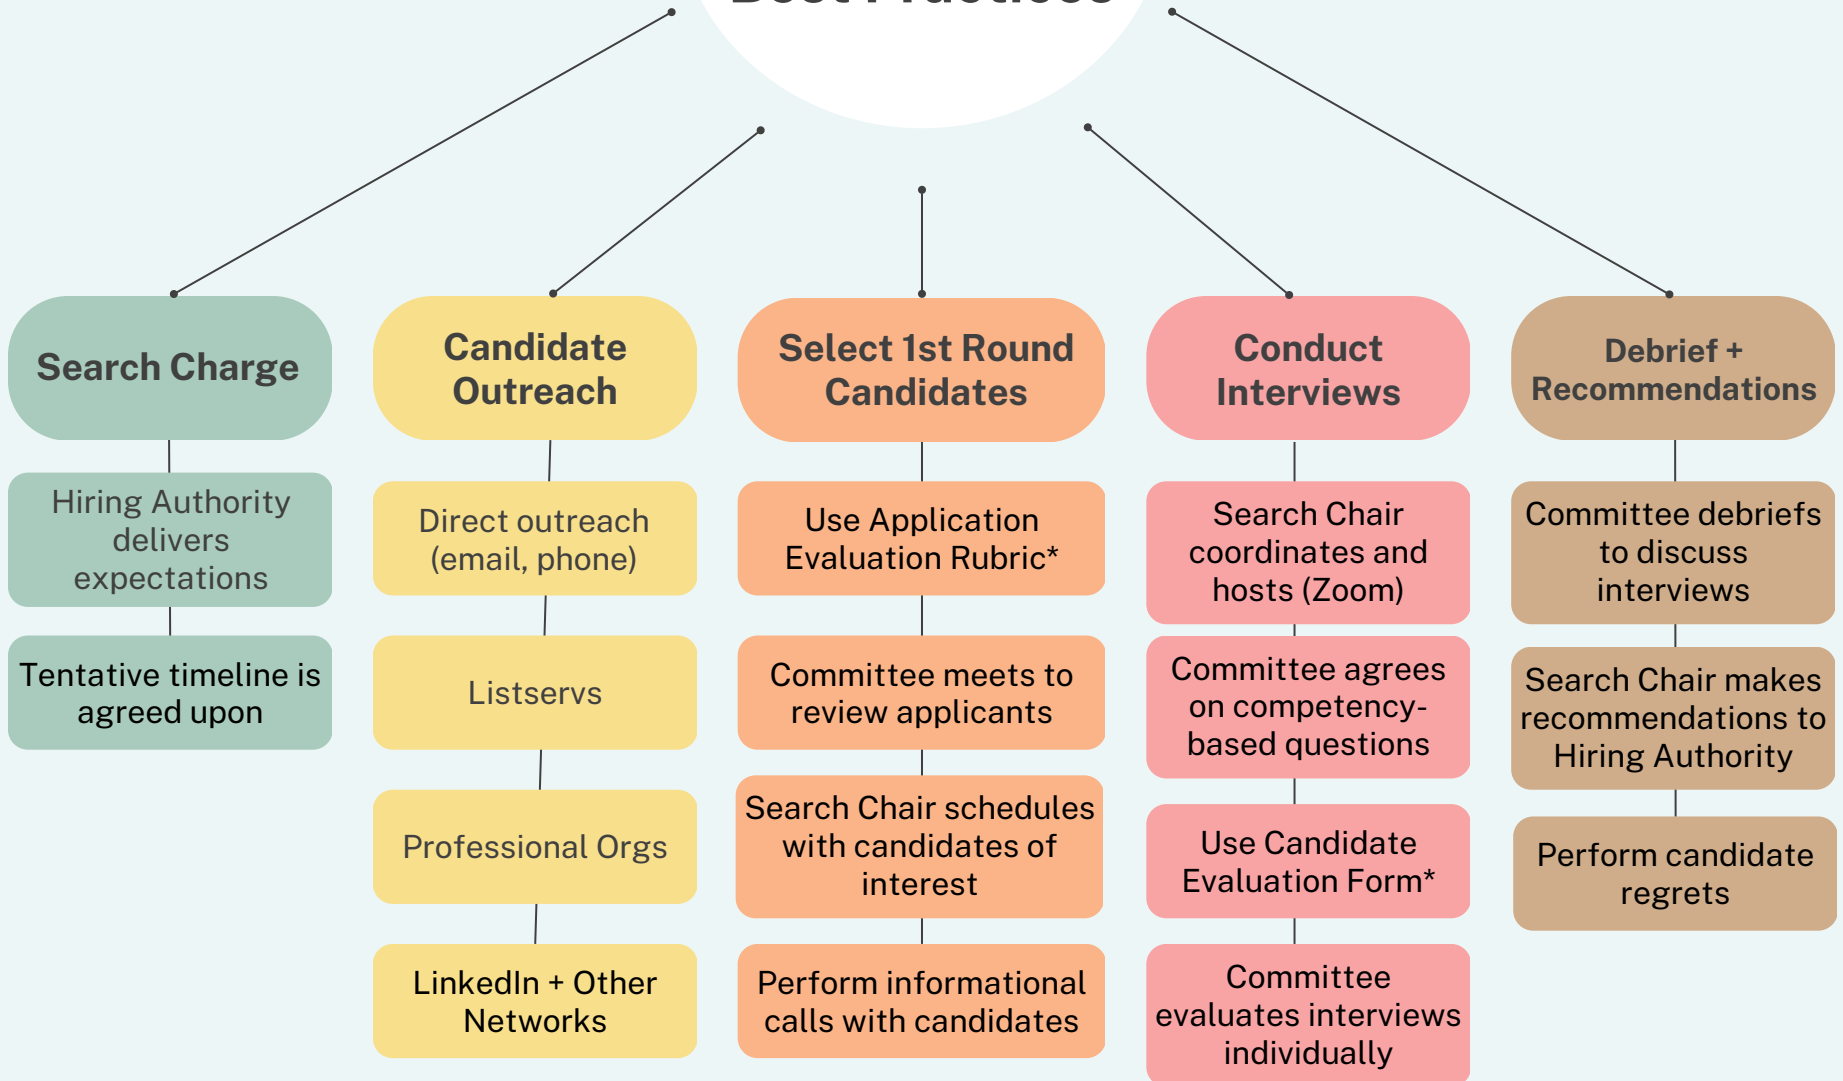 Best Practices
Search Charge
Hiring Authority
delivers
expectations
Tentative timeline is
agreed upon
Candidate
Outreach
Direct outreach
(email, phone)
Listservs
Professional Orgs
LinkedIn + Other
Networks
Select 1st Round
Candidates
Use Application
Evaluation Rubric*
Committee meets to
review applicants
Search Chair schedules
with candidates of
interest
Perform informational
calls with candidates
Conduct
Interviews
Search Chair
coordinates and
hosts (Zoom)
Committee agrees
on competency-
based questions
Use Candidate
Evaluation Form*
Committee
evaluates interviews
individually
Debrief +
Recommendations
Committee debriefs
to discuss
interviews
Search Chair makes
recommendations to
Hiring Authority
Perform candidate
regrets